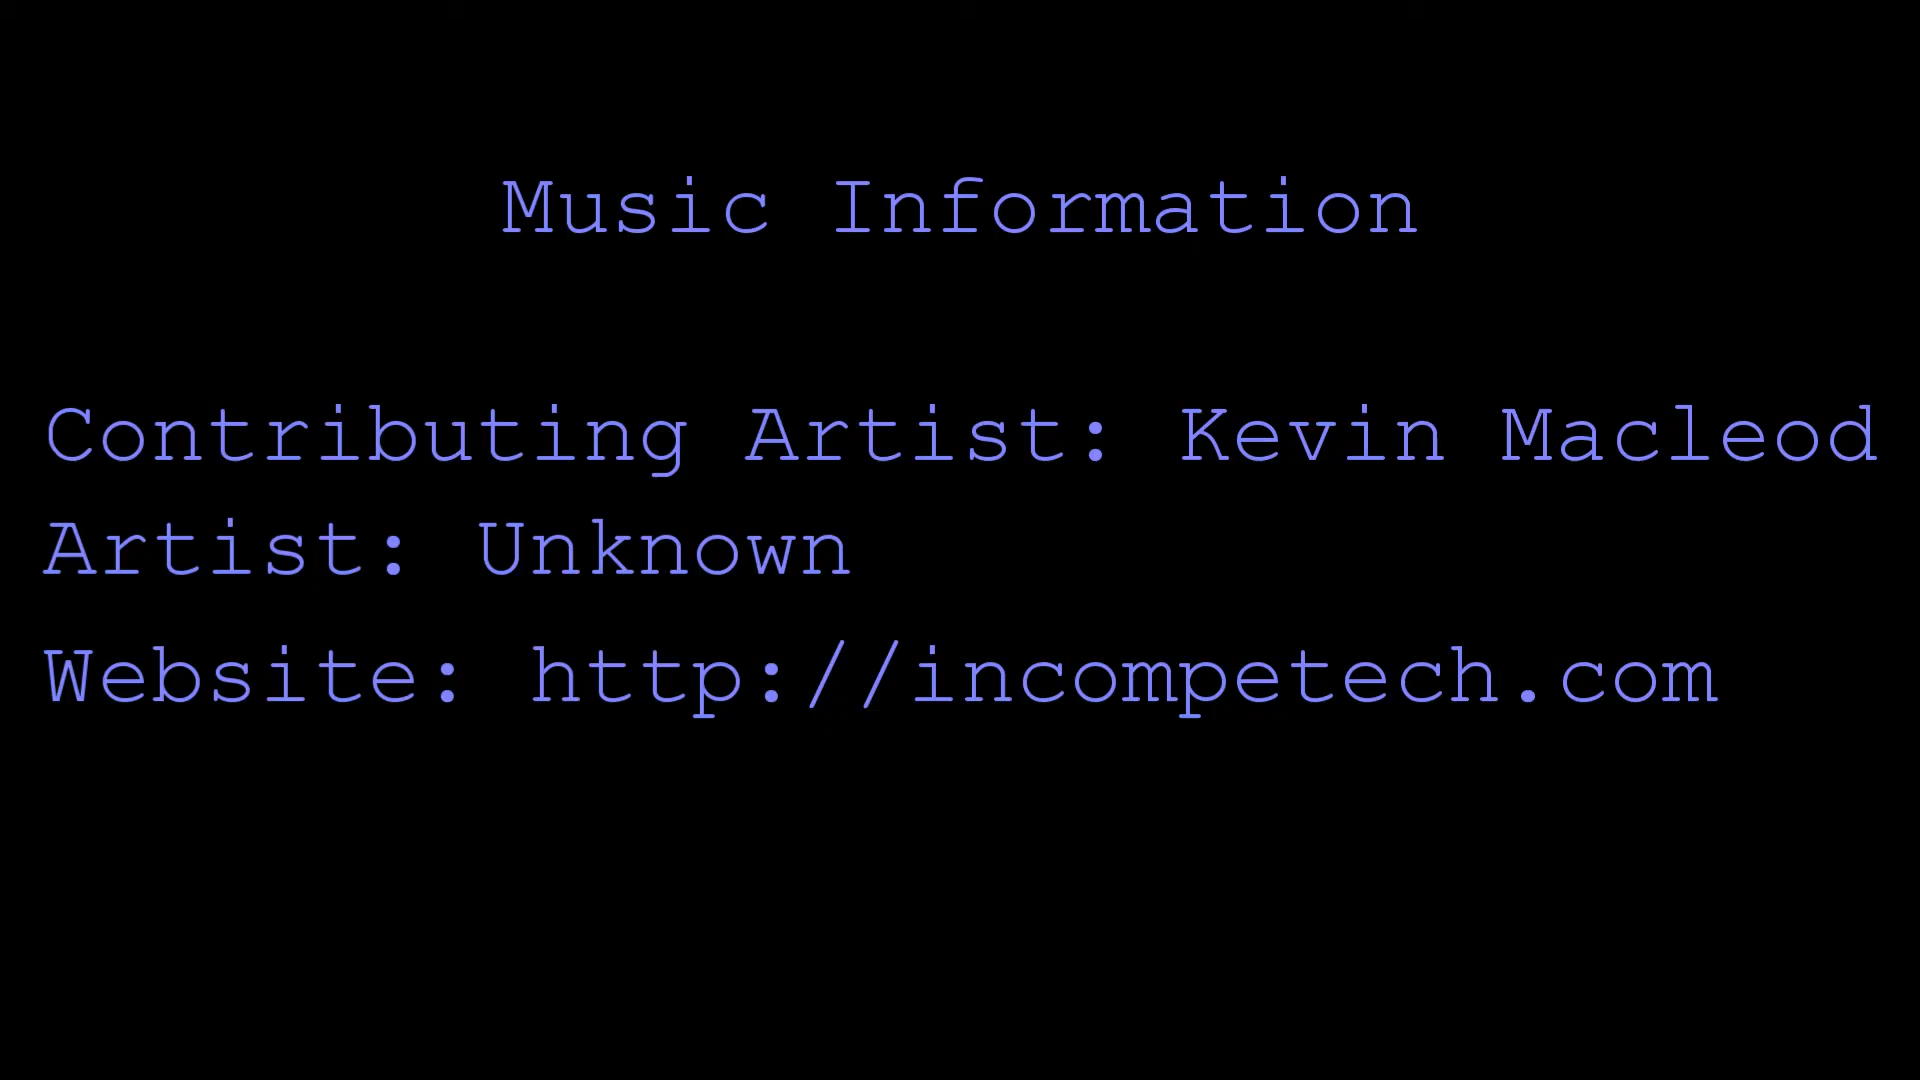 Music Information
Contributing Artist: Kevin Macleod
Artist: Unknown
Website: http://incompetech.com